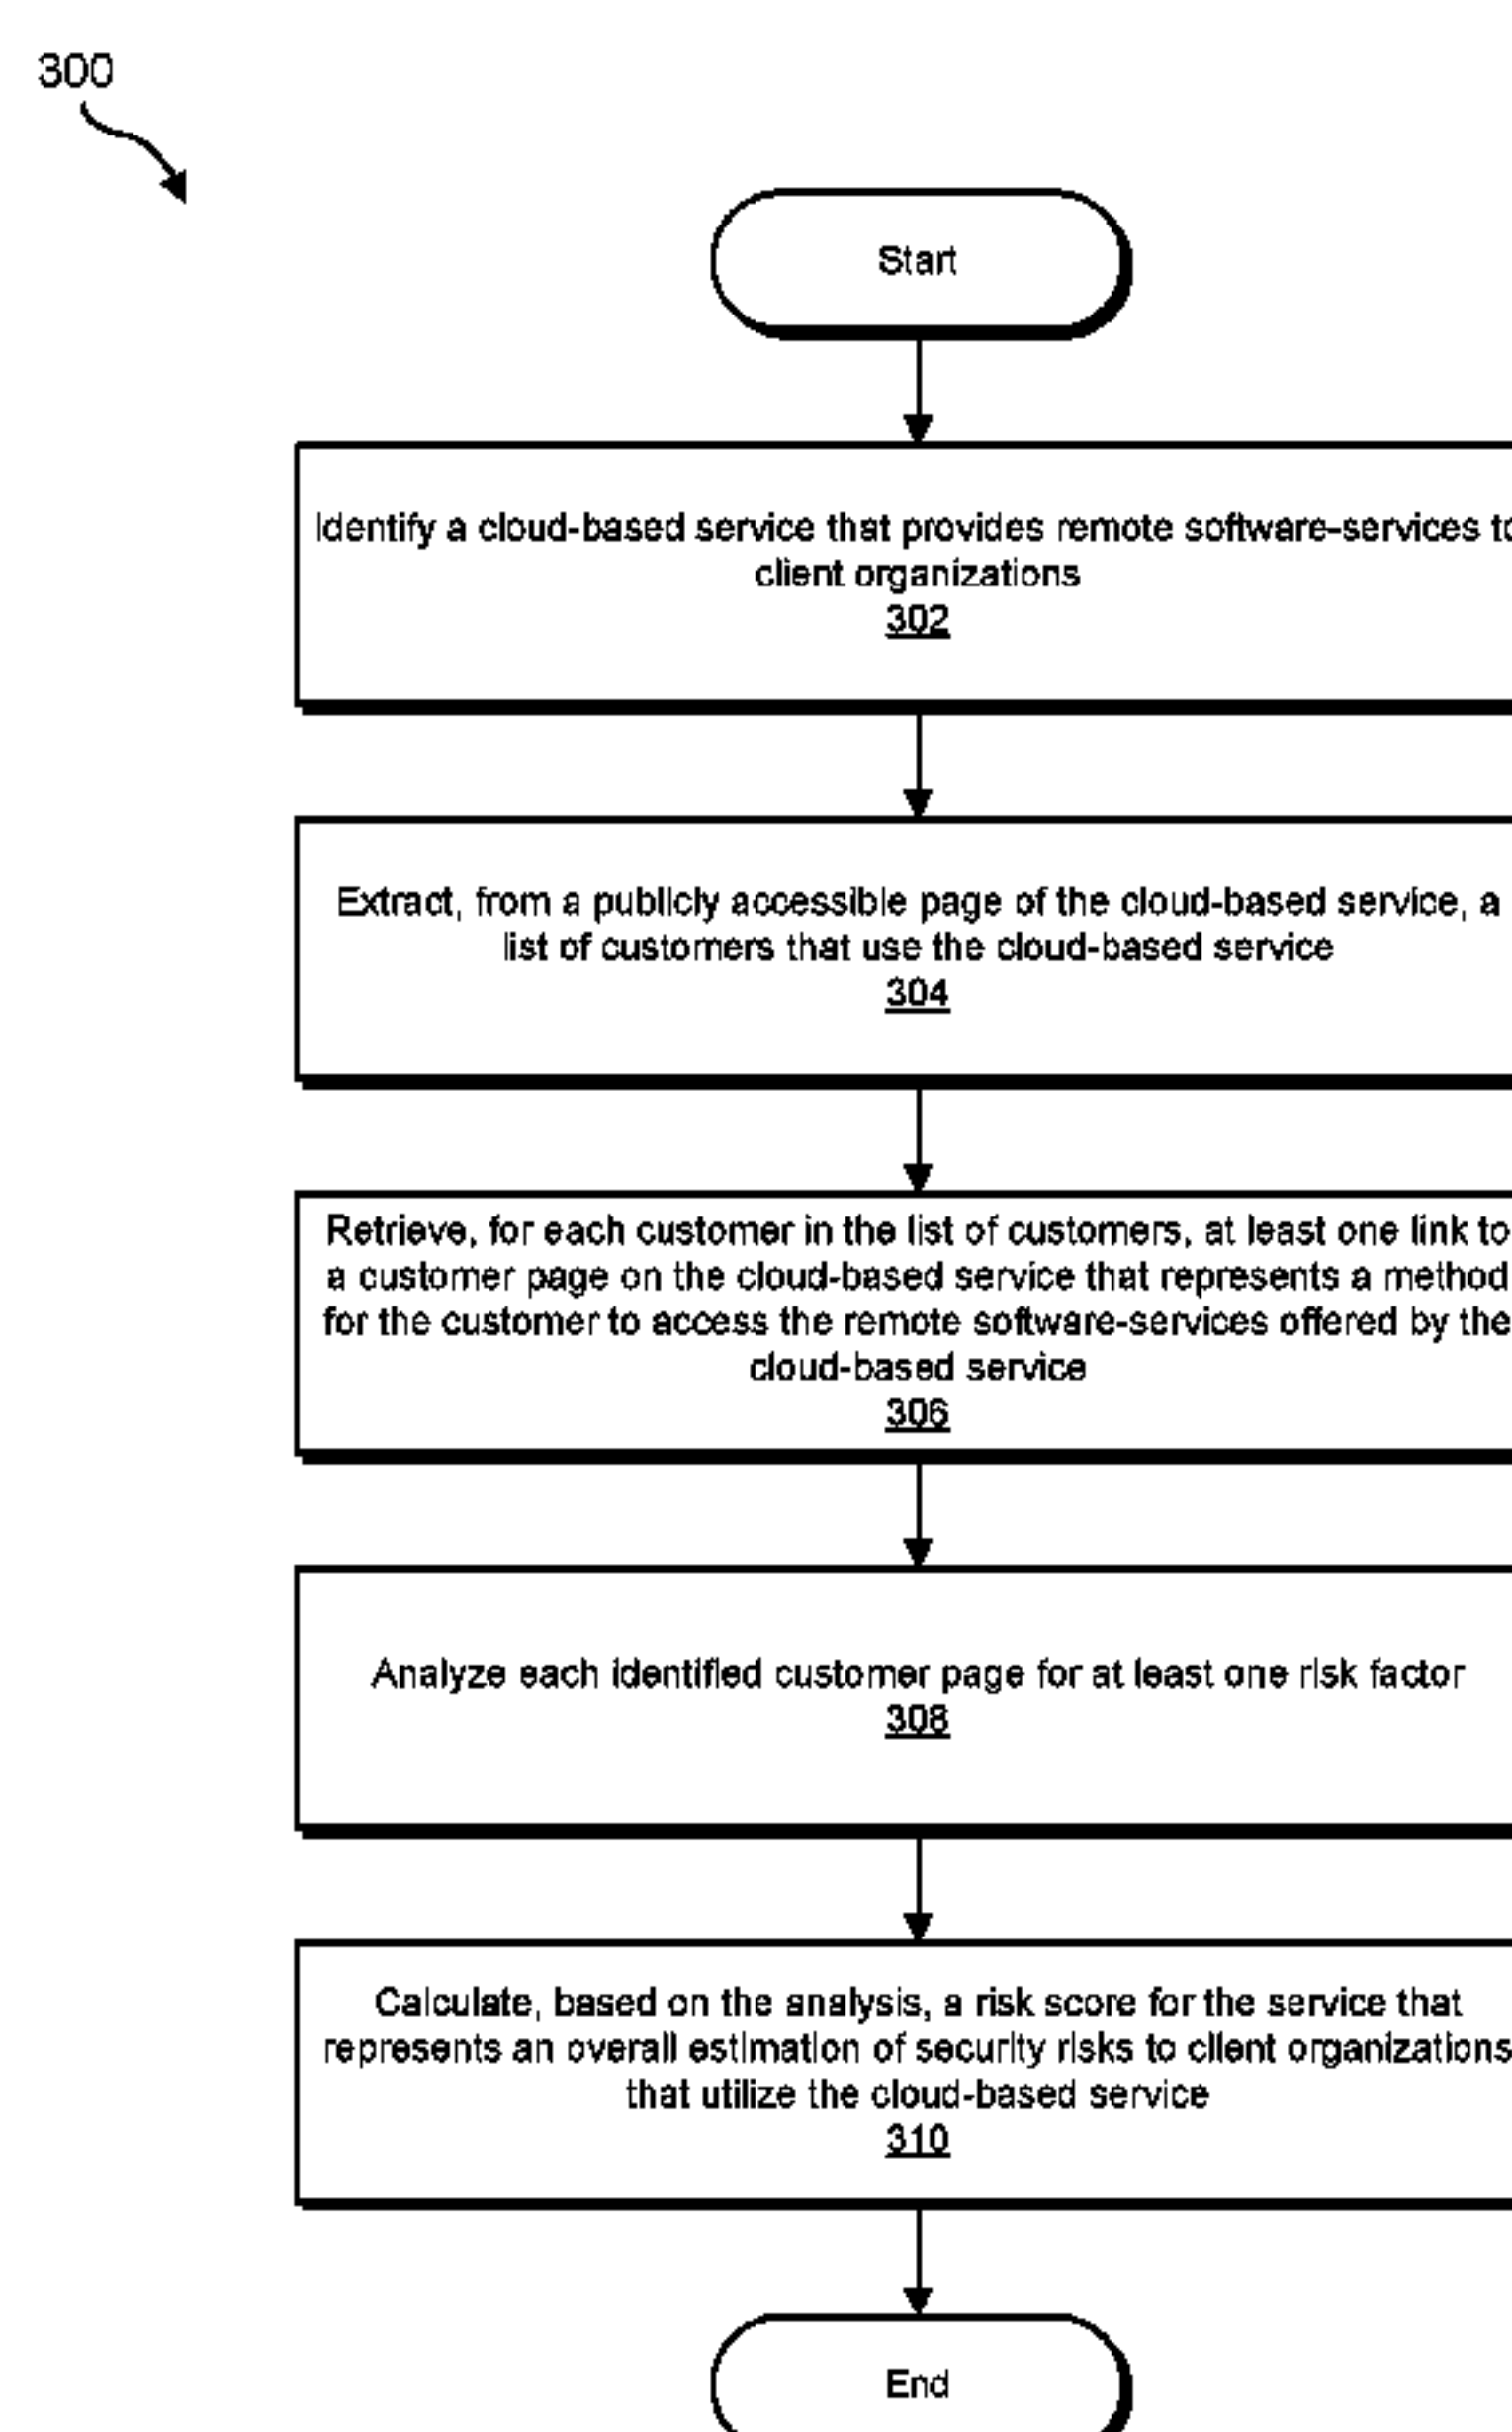 300
Start
Identify a cloud-based service that provides remote software-services to
client organizations
302
Extract, from a publicly accessible page of the cloud-based service, a
list of customers that use the cloud-based service
304
Retrieve, for each customer in the list of customers, at least one link to
a customer page on the cloud-based service that represents a method
for the customer to access the remote software-services offered by the
cloud-based service
306
Analyze each identified customer page for at least one risk factor
308
Calculate, based on the analysis, a risk score for the service that
represents an overall estimation of security risks to client organizations
that utilize the cloud-based service
310
End